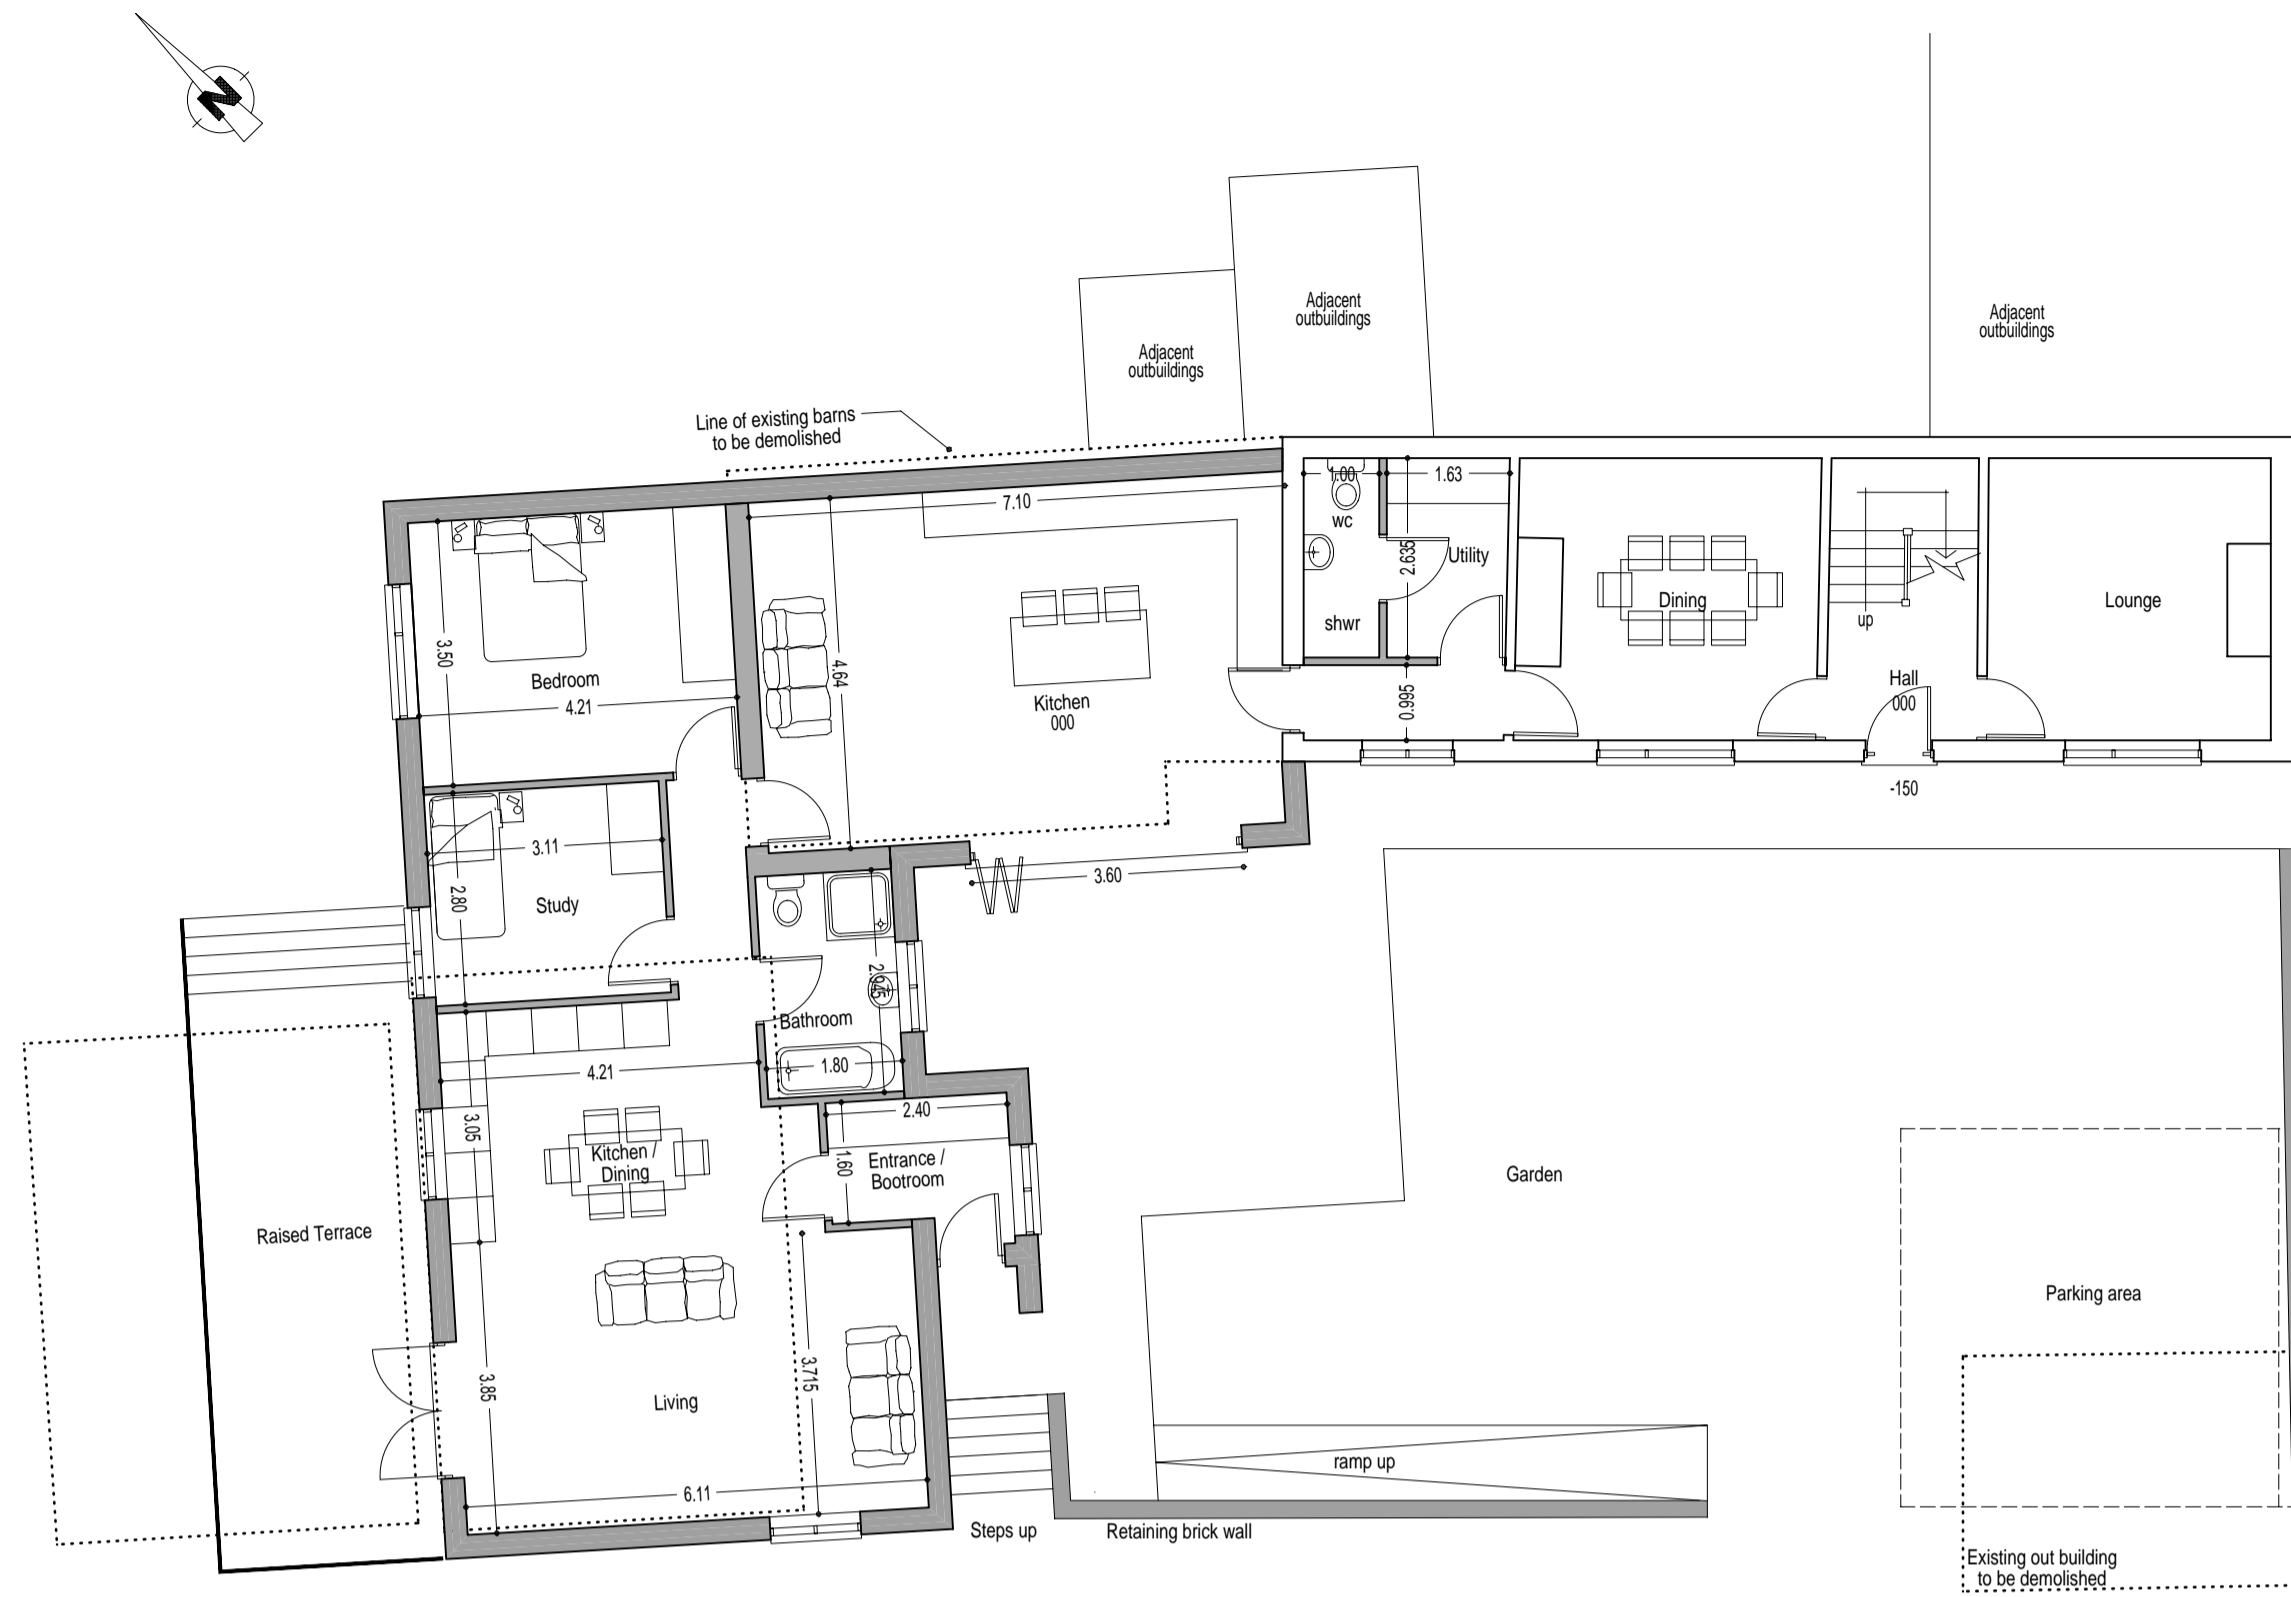 N
Adjacent
outbuildings
Adjacent
outbuildings
Adjacent
outbuildings
Line of existing barns
to be demolished
1.00
1.63
7.10
wc
2.635
Utility
Dining
up
Lounge
shwr
3.50
Bedroom
4.21
4.64
Kitchen
000
0.995
Hall
000
-150
3.11
2.80
Study
3.60
2.945
Bathroom
4.21
1.80
3.05
2.40
Kitchen /
Dining
1.60
Entrance /
Bootroom
Garden
Raised Terrace
Parking area
3.85
3.715
Living
ramp up
6.11
Steps up
Retaining brick wall
Existing out building
to be demolished